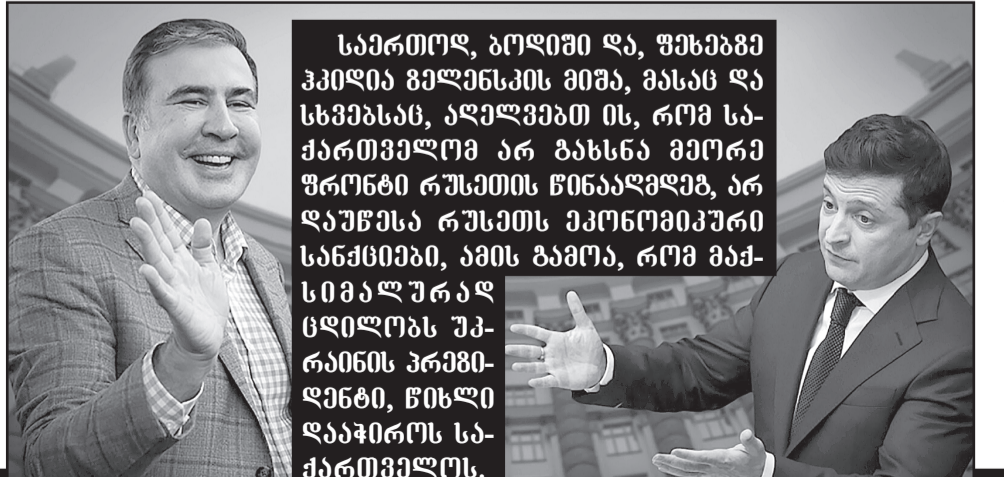 საერთოდ, ბოდიში და, ფეხებზე
ჰკიდია ზელენსკის მიშა, მასაც და
სხვებსაც, აღელვებთ ის, რომ სა-
ქართველომ არ გახსნა მეორე
ფრონტი რუსეთის წინააღმდეგ, არ
დაუწესა რუსეთს ეკონომიკური
სანქციები, ამის გამოა, რომ მაქ-
სიმალურად
ცდილობს უკ-
რაინის პრეზი-
დენტი, წიხლი
დააჭიროს სა-
ქართველოს.